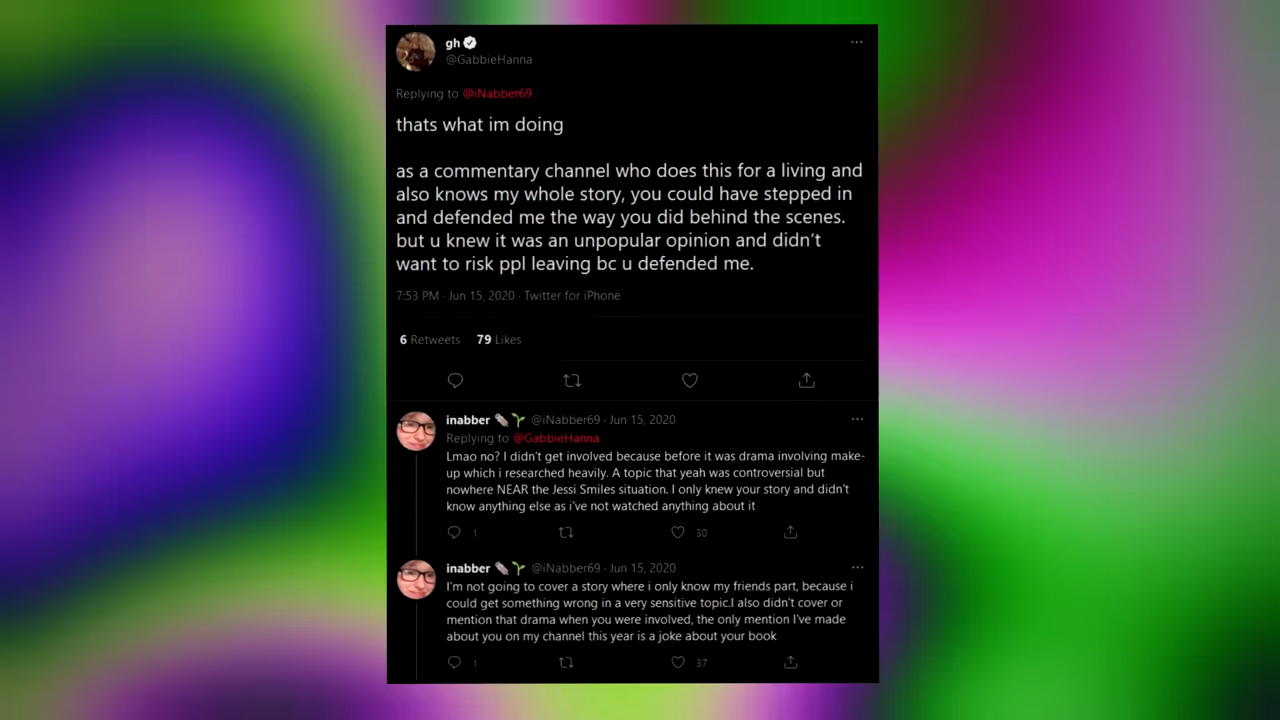 gh
@GabbieHanna
Replying to @iNabber69
thats what im doing
as a commentary channel who does this for a living and
also knows my whole story, you could have stepped in
and defended me the way you did behind the scenes.
but u knew it was an unpopular opinion and didn't
want to risk ppl leaving bc u defended me.
7:53 PM · Jun 15, 2020 · Twitter for iPhone
6 Retweets 79 Likes
inabber @iNabber69 · Jun 15, 2020
Replying to @GabbieHanna
Lmao no? I didn't get involved because before it was drama involving make-
up which i researched heavily. A topic that yeah was controversial but
nowhere NEAR the Jessi Smiles situation. I only knew your story and didn't
know anything else as i've not watched anything about it
1 30
inabber @iNabber69 · Jun 15, 2020
I'm not going to cover a story where i only know my friends part, because i
could get something wrong in a very sensitive topic.I also didn't cover or
mention that drama when you were involved, the only mention I've made
about you on my channel this year is a joke about your book
1 37